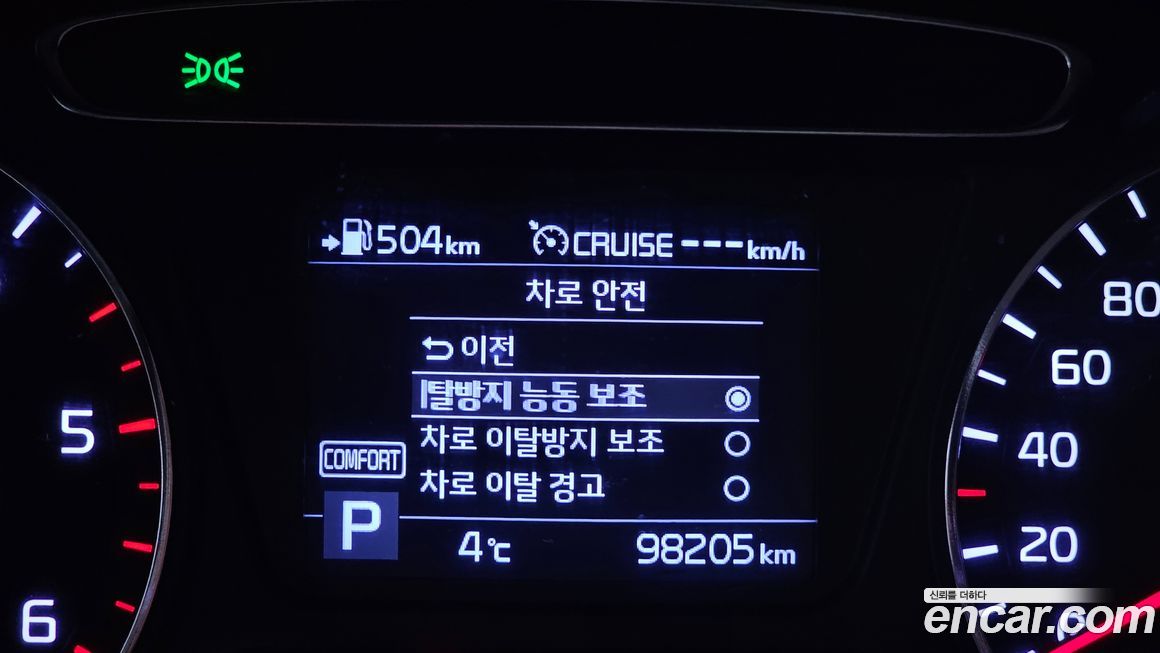 504km CRUISE ---km/h
차로 안전
이전
탈방지 능동 보조
차로 이탈방지 보조
차로 이탈 경고
COMFORT
P 4℃ 98205 km
5
6
80
60
40
20
신뢰를 더하다
encar.com